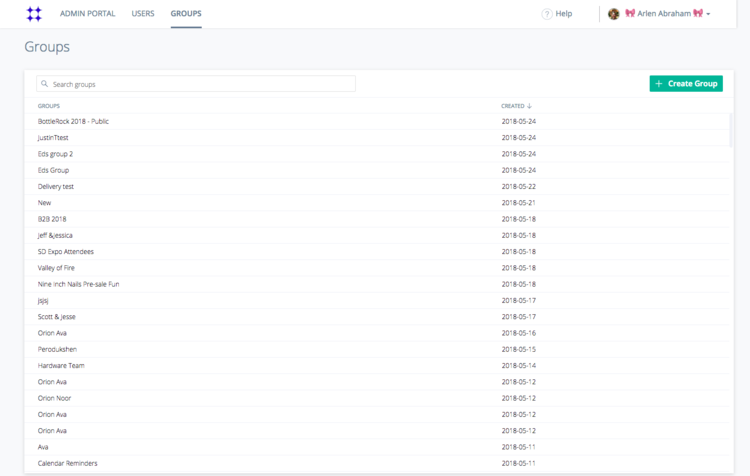 ADMIN PORTAL USERS GROUPS ? Help Arlen Abraham
Groups
Search groups + Create Group
GROUPS CREATED ↓
BottleRock 2018 - Public 2018-05-24
JustinTtest 2018-05-24
Eds group 2 2018-05-24
Eds Group 2018-05-24
Delivery test 2018-05-22
New 2018-05-21
B2B 2018 2018-05-18
Jeff &Jessica 2018-05-18
SD Expo Attendees 2018-05-18
Valley of Fire 2018-05-18
Nine Inch Nails Pre-sale Fun 2018-05-18
jsjsj 2018-05-17
Scott & Jesse 2018-05-17
Orion Ava 2018-05-16
Perodukshen 2018-05-15
Hardware Team 2018-05-14
Orion Ava 2018-05-12
Orion Noor 2018-05-12
Orion Ava 2018-05-12
Orion Ava 2018-05-12
Ava 2018-05-11
Calendar Reminders 2018-05-11